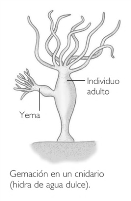 Individuo
adulto
Yema
Gemación en un cnidario
(hidra de agua dulce).